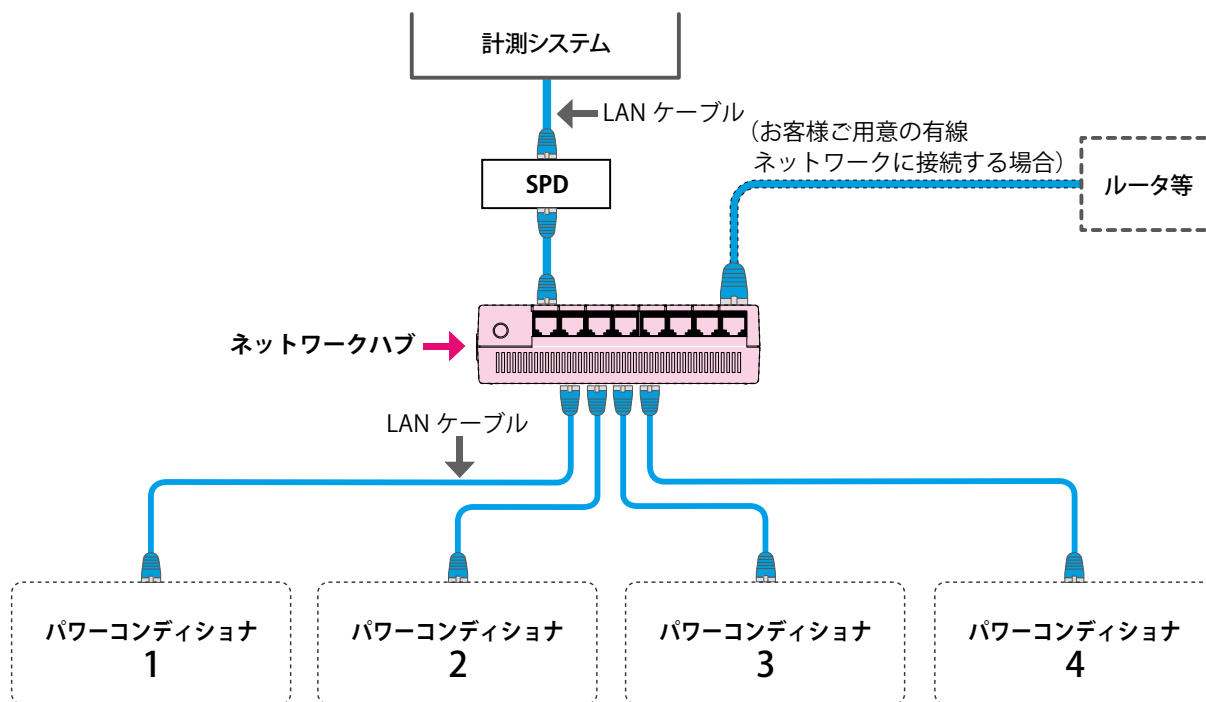 計測システム
LAN ケーブル
（お客様ご用意の有線
ネットワークに接続する場合）
SPD
ルータ等
ネットワークハブ
LAN ケーブル
パワーコンディショナ
1
パワーコンディショナ
2
パワーコンディショナ
3
パワーコンディショナ
4